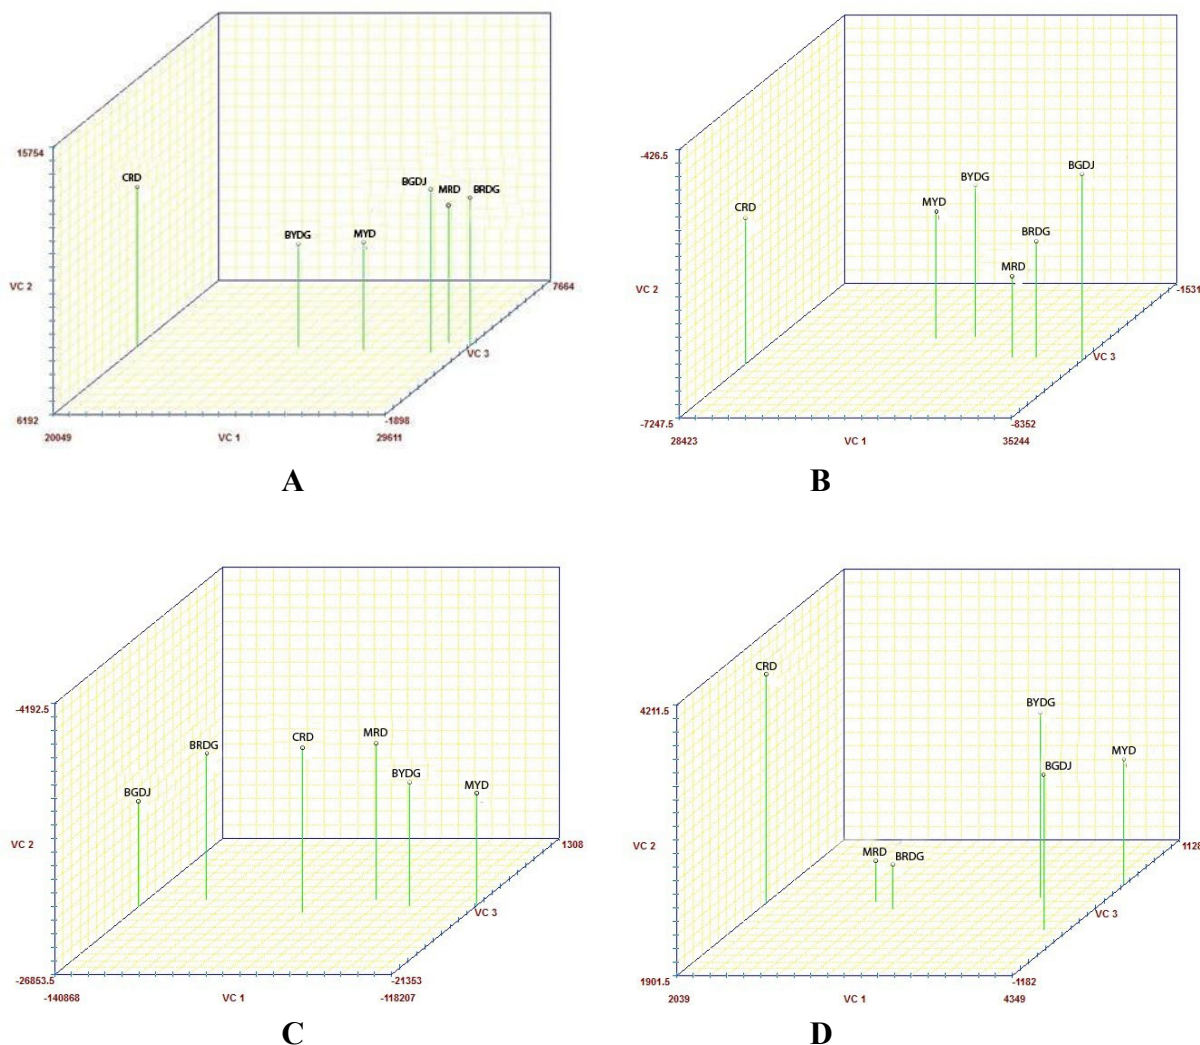 15754
CRD
BGDJ
MRD
BRDG
BYDG
MYD
VC 2
7664
VC 3
6192
-1898
20049
VC 1
29611
A
-426.5
BGDJ
BYDG
CRD
MYD
BRDG
MRD
VC 2
-1531
VC 3
-7247.5
-8352
28423
VC 1
35244
B
-4192.5
BRDG
CRD
MRD
BYDG
BGDJ
MYD
VC 2
1308
VC 3
-26853.5
-21353
-140868
VC 1
-118207
C
CRD
4211.5
BYDG
MYD
BGDJ
VC 2
1128
MRD
BRDG
VC 3
1901.5
-1182
2039
VC 1
4349
D